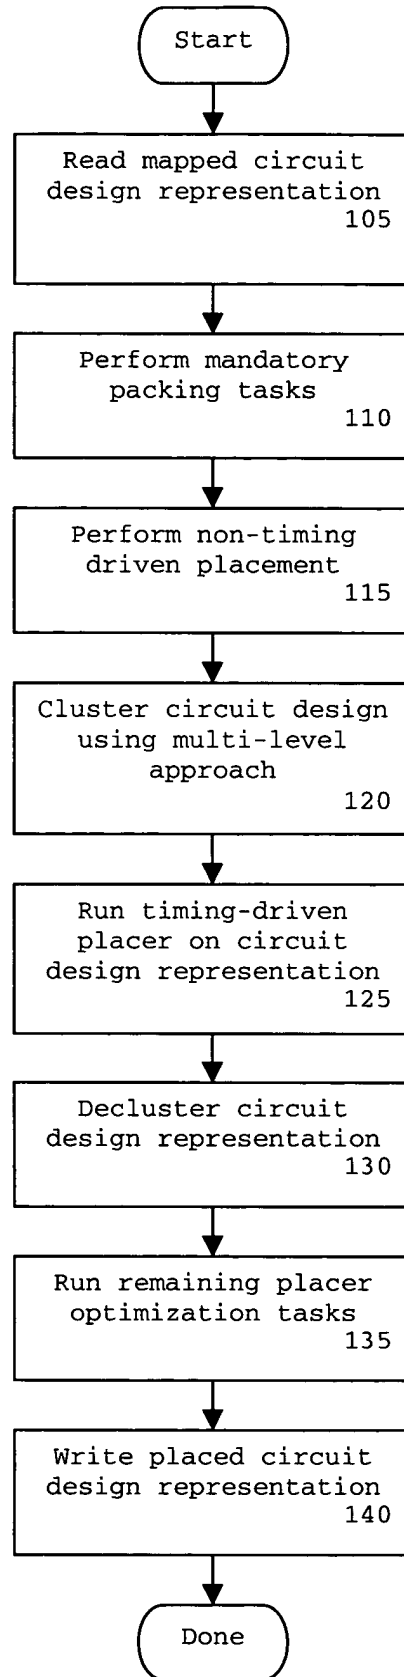 Start
Read mapped circuit
design representation
105
Perform mandatory
packing tasks
110
Perform non-timing
driven placement
115
Cluster circuit design
using multi-level
approach
120
Run timing-driven
placer on circuit
design representation
125
Decluster circuit
design representation
130
Run remaining placer
optimization tasks
135
Write placed circuit
design representation
140
Done